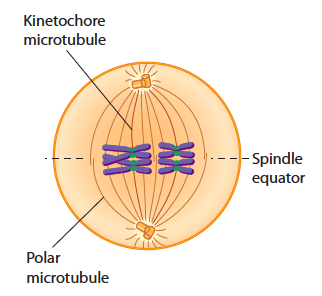 Kinetochore
microtubule
Spindle
equator
Polar
microtubule